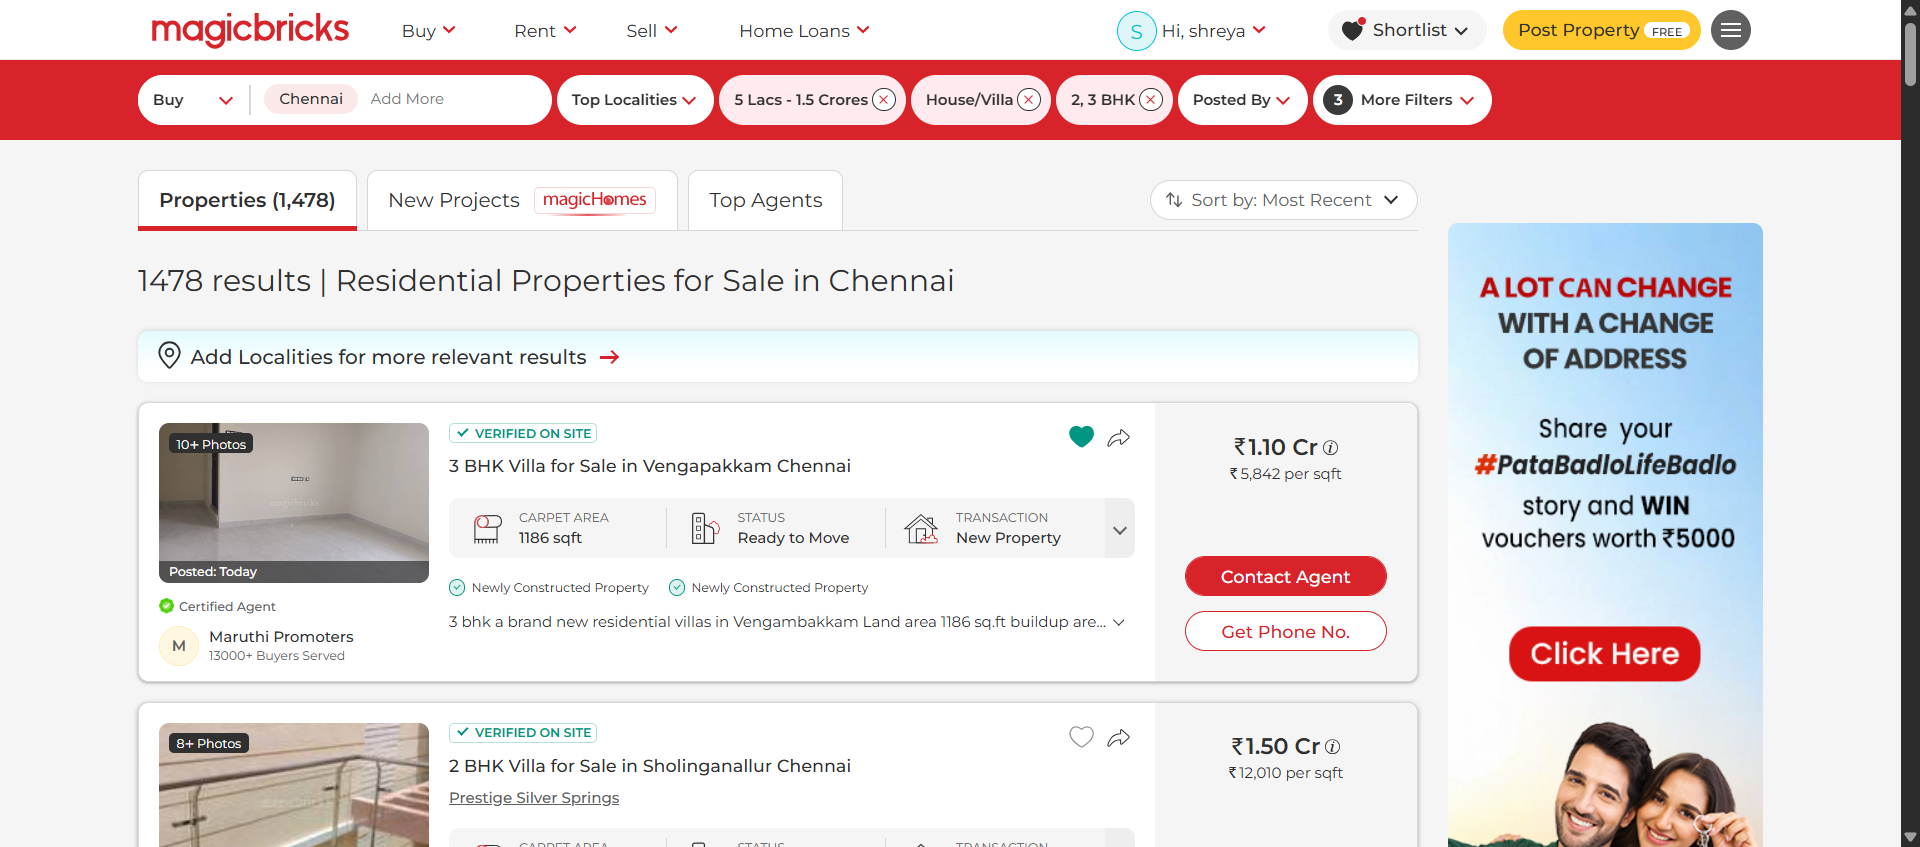 magicbricks
Buy
Rent
Sell
Home Loans
S
Hi, shreya
Shortlist
Post Property FREE
Buy
Chennai
Add More
Top Localities
5 Lacs - 1.5 Crores
House/Villa
2, 3 BHK
Posted By
3 More Filters
Properties (1,478)
New Projects magicHomes
Top Agents
Sort by: Most Recent
1478 results | Residential Properties for Sale in Chennai
Add Localities for more relevant results
10+ Photos
magicbricks
Posted: Today
Certified Agent
M
Maruthi Promoters
13000+ Buyers Served
VERIFIED ON SITE
3 BHK Villa for Sale in Vengapakkam Chennai
CARPET AREA
1186 sqft
STATUS
Ready to Move
TRANSACTION
New Property
Newly Constructed Property
Newly Constructed Property
3 bhk a brand new residential villas in Vengambakkam Land area 1186 sq.ft buildup are...
₹1.10 Cr
₹5,842 per sqft
Contact Agent
Get Phone No.
8+ Photos
magicbricks
VERIFIED ON SITE
2 BHK Villa for Sale in Sholinganallur Chennai
Prestige Silver Springs
CARPET AREA
STATUS
TRANSACTION
₹1.50 Cr
₹12,010 per sqft
A LOT CAN CHANGE
WITH A CHANGE
OF ADDRESS
Share your
#PataBadloLifeBadlo
story and WIN
vouchers worth ₹5000
Click Here